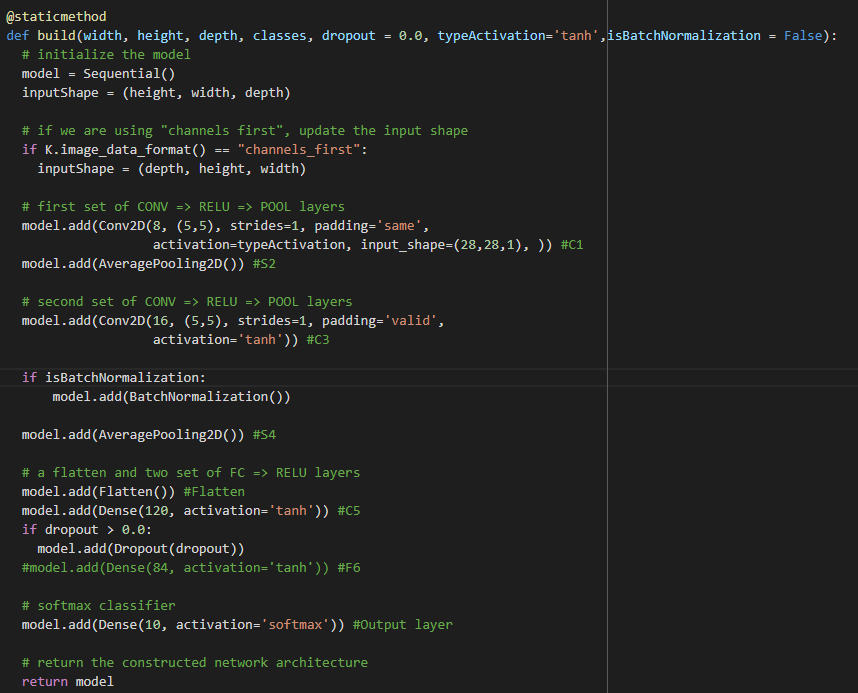 @staticmethod
def build(width, height, depth, classes, dropout = 0.0, typeActivation='tanh',isBatchNormalization = False):
# initialize the model
model = Sequential()
inputShape = (height, width, depth)
# if we are using "channels first", update the input shape
if K.image_data_format() == "channels_first":
inputShape = (depth, height, width)
# first set of CONV => RELU => POOL layers
model.add(Conv2D(8, (5,5), strides=1, padding='same',
activation=typeActivation, input_shape=(28,28,1), )) #C1
model.add(AveragePooling2D()) #S2
# second set of CONV => RELU => POOL layers
model.add(Conv2D(16, (5,5), strides=1, padding='valid',
activation='tanh')) #C3
if isBatchNormalization:
model.add(BatchNormalization())
model.add(AveragePooling2D()) #S4
# a flatten and two set of FC => RELU layers
model.add(Flatten()) #Flatten
model.add(Dense(120, activation='tanh')) #C5
if dropout > 0.0:
model.add(Dropout(dropout))
#model.add(Dense(84, activation='tanh')) #F6
# softmax classifier
model.add(Dense(10, activation='softmax')) #Output layer
# return the constructed network architecture
return model